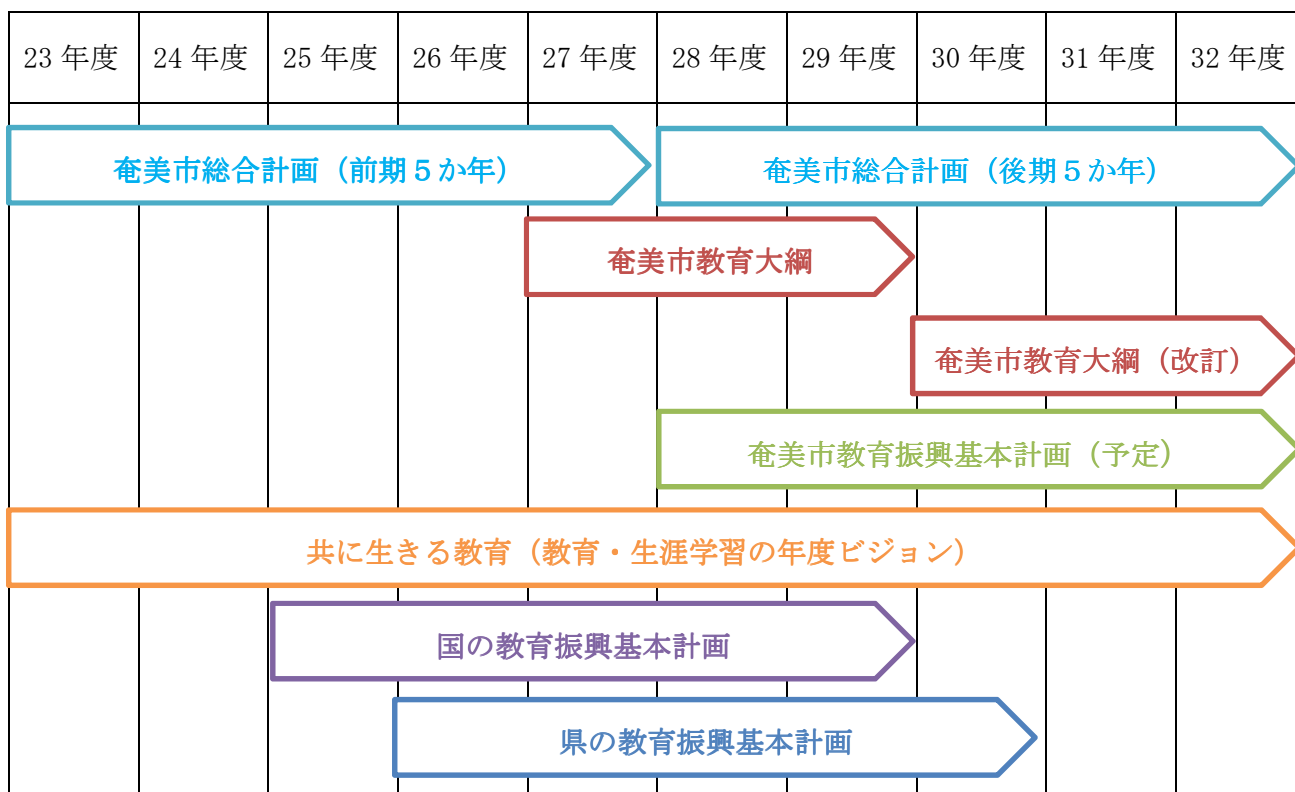 23 年度 24 年度 25 年度 26 年度 27 年度 28 年度 29 年度 30 年度 31 年度 32 年度
奄美市総合計画（前期５か年） 奄美市総合計画（後期５か年）
奄美市教育大綱
奄美市教育大綱（改訂）
奄美市教育振興基本計画（予定）
共に生きる教育（教育・生涯学習の年度ビジョン）
国の教育振興基本計画
県の教育振興基本計画